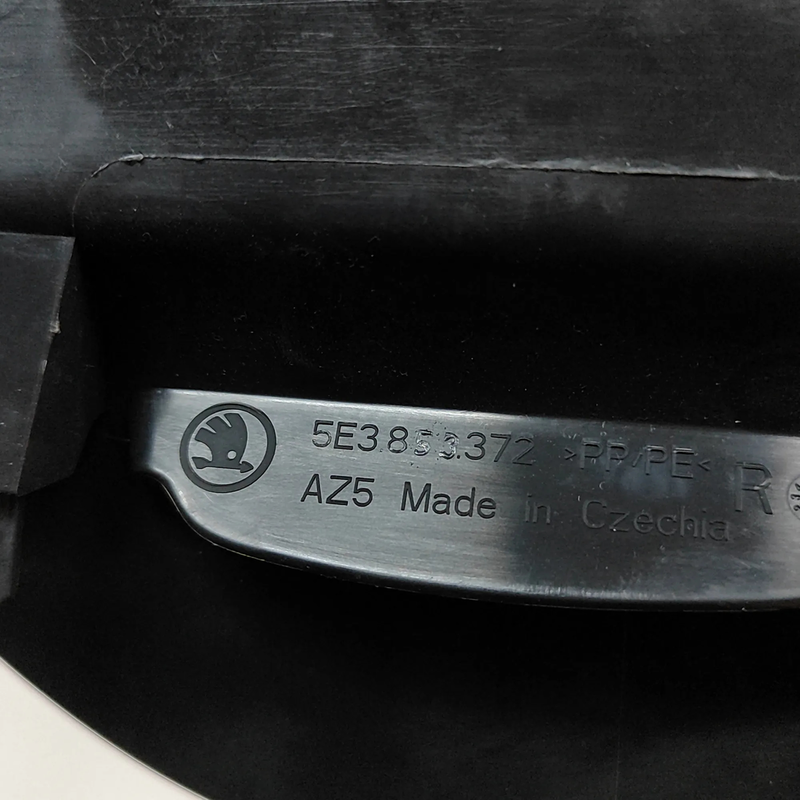 5E3.853.372 >PP/PE< R
AZ5 Made in Czechia